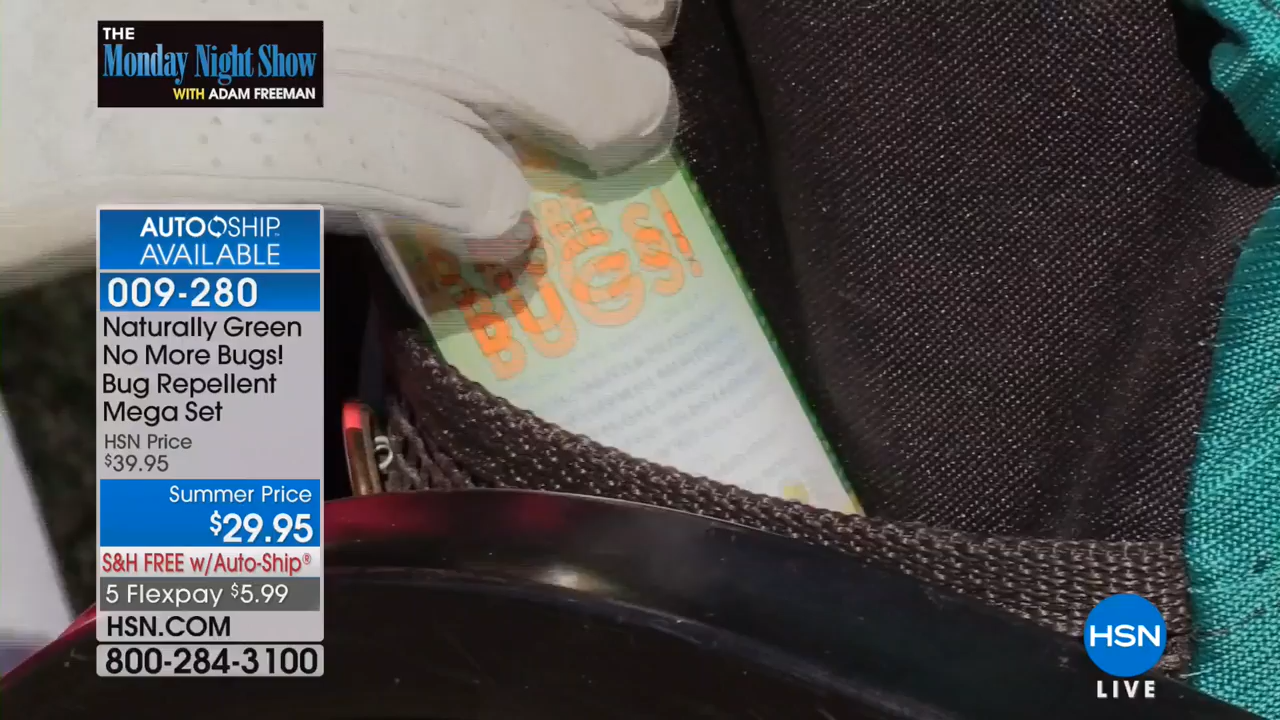 THE
Monday Night Show
WITH ADAM FREEMAN
AUTO SHIP™
AVAILABLE
009-280
Naturally Green
No More Bugs!
Bug Repellent
Mega Set
HSN Price
$39.95
Summer Price
$29.95
S&H FREE w/Auto-Ship®
5 Flexpay $5.99
HSN.COM
800-284-3100
BUGS!
HSN
LIVE